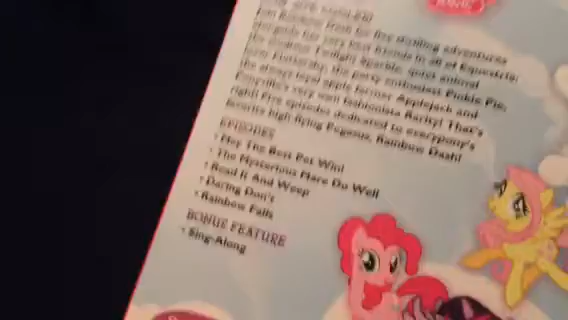 Join Rainbow Dash for five thrilling adventures
alongside her very best friends in all of Equestria:
the studious Twilight Sparkle, quiet animal
lover Fluttershy, the party enthusiast Pinkie Pie,
the always loyal apple farmer Applejack and
Ponyville's very own fashionista Rarity! That's
right! Five episodes dedicated to everypony's
favorite high flying Pegasus, Rainbow Dash!
EPISODES
• May The Best Pet Win!
• The Mysterious Mare Do Well
• Read It And Weep
• Daring Don't
• Rainbow Falls
BONUS FEATURE
• Sing-Along